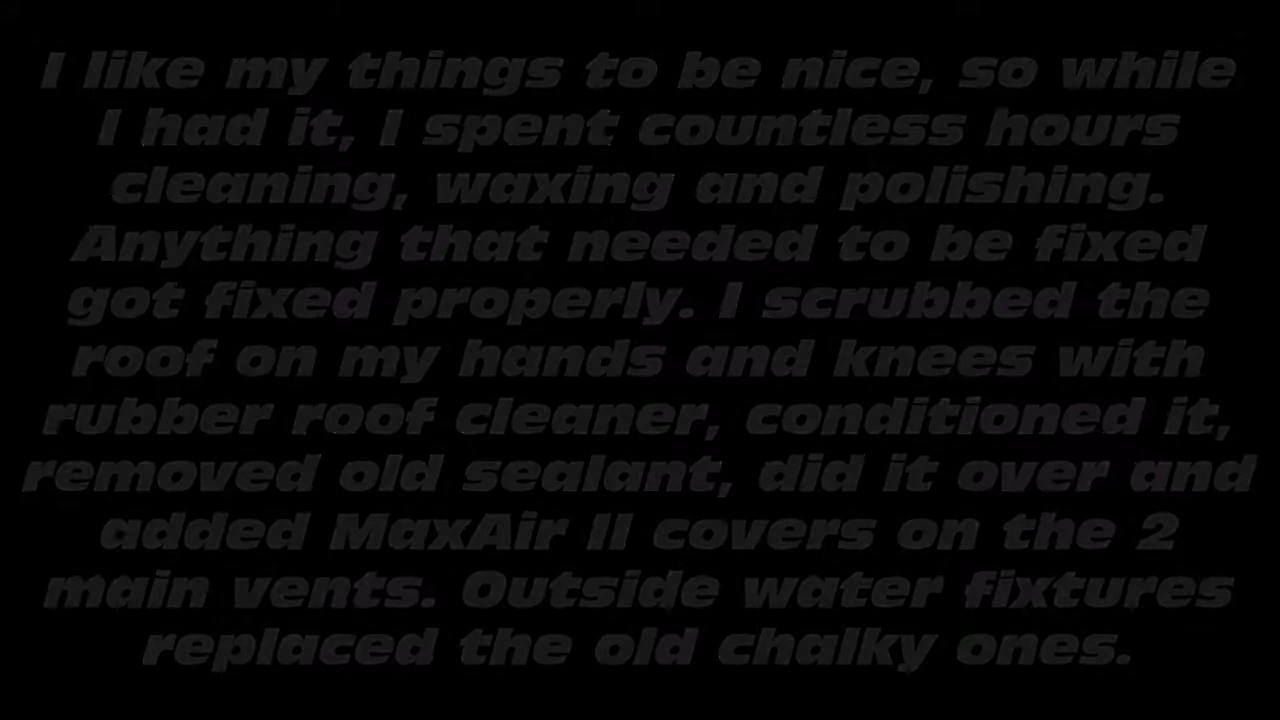 I like my things to be nice, so while
I had it, I spent countless hours
cleaning, waxing and polishing.
Anything that needed to be fixed
got fixed properly. I scrubbed the
roof on my hands and knees with
rubber roof cleaner, conditioned it,
removed old sealant, did it over and
added MaxAir II covers on the 2
main vents. Outside water fixtures
replaced the old chalky ones.